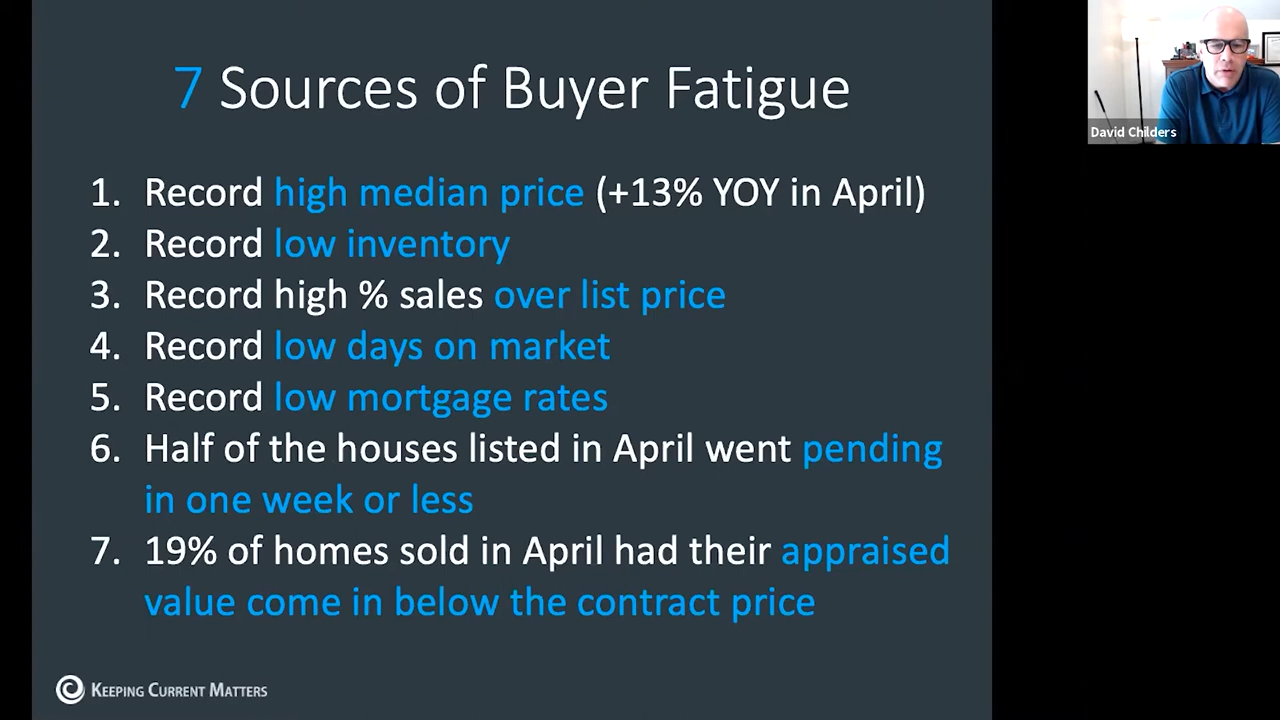 7 Sources of Buyer Fatigue
1. Record high median price (+13% YOY in April)
2. Record low inventory
3. Record high % sales over list price
4. Record low days on market
5. Record low mortgage rates
6. Half of the houses listed in April went pending
in one week or less
7. 19% of homes sold in April had their appraised
value come in below the contract price
KEEPING CURRENT MATTERS
David Childers